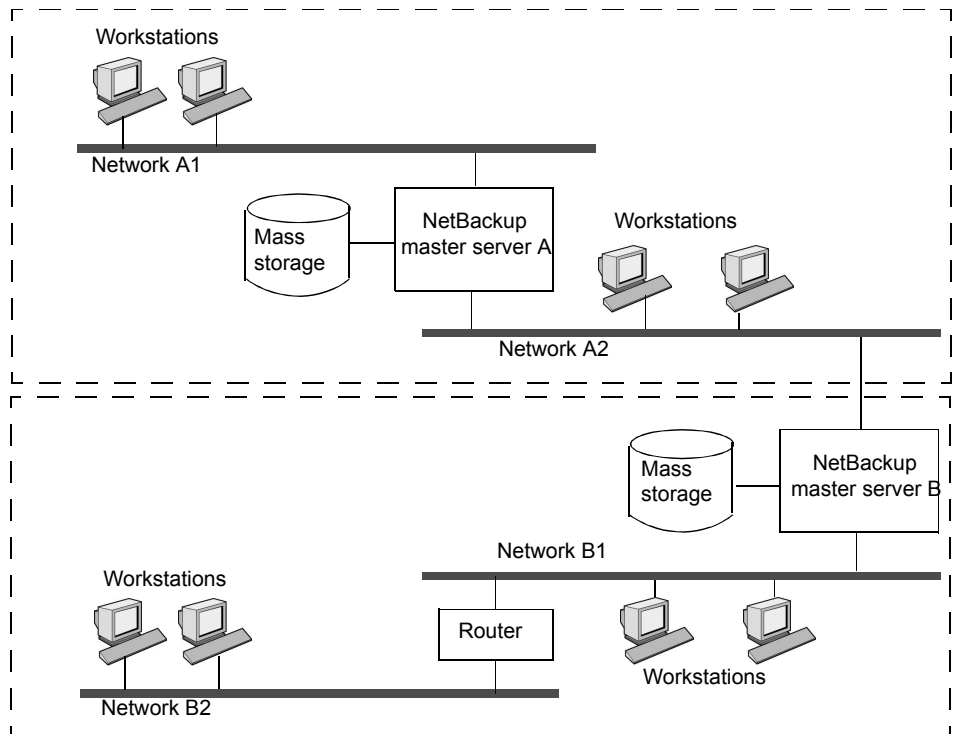 Workstations
Network A1
Mass
storage
NetBackup
master server A
Workstations
Network A2
Mass
storage
NetBackup
master server B
Network B1
Workstations
Router
Workstations
Network B2